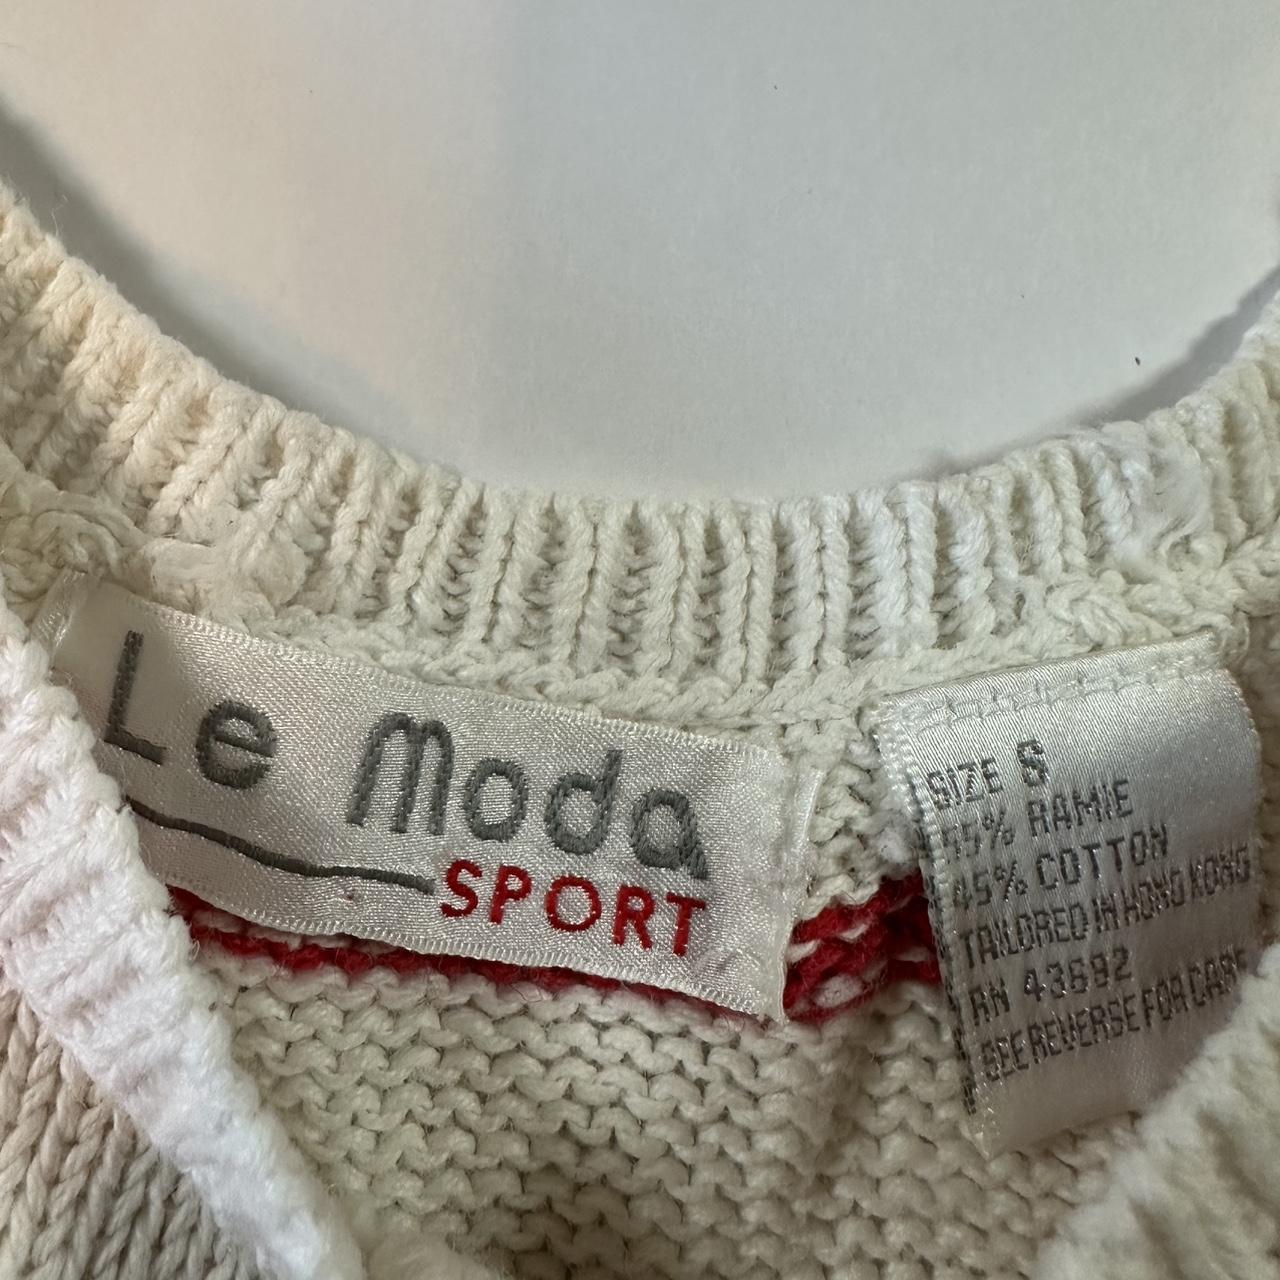 Le Moda
SPORT
SIZE S
55% RAMIE
45% COTTON
TAILORED IN HONG KONG
RN 43692
SEE REVERSE FOR CARE